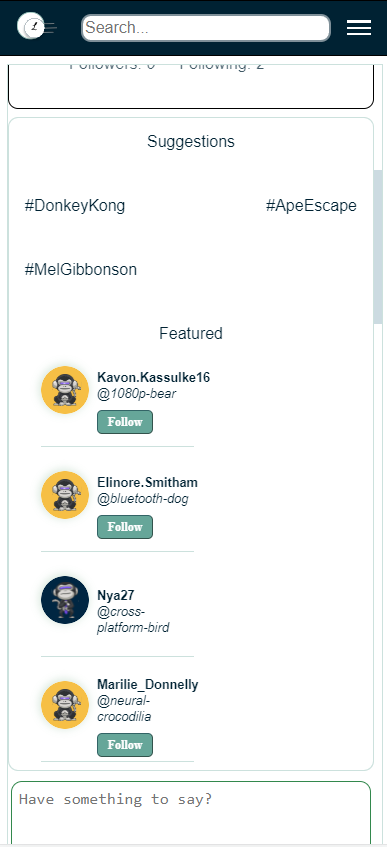 Search...
Followers: 0 Following: 2
Suggestions
#DonkeyKong #ApeEscape
#MelGibbonson
Featured
Kavon.Kassulke16
@1080p-bear
Follow
Elinore.Smitham
@bluetooth-dog
Follow
Nya27
@cross-
platform-bird
Marilie_Donnelly
@neural-
crocodilia
Follow
Have something to say?